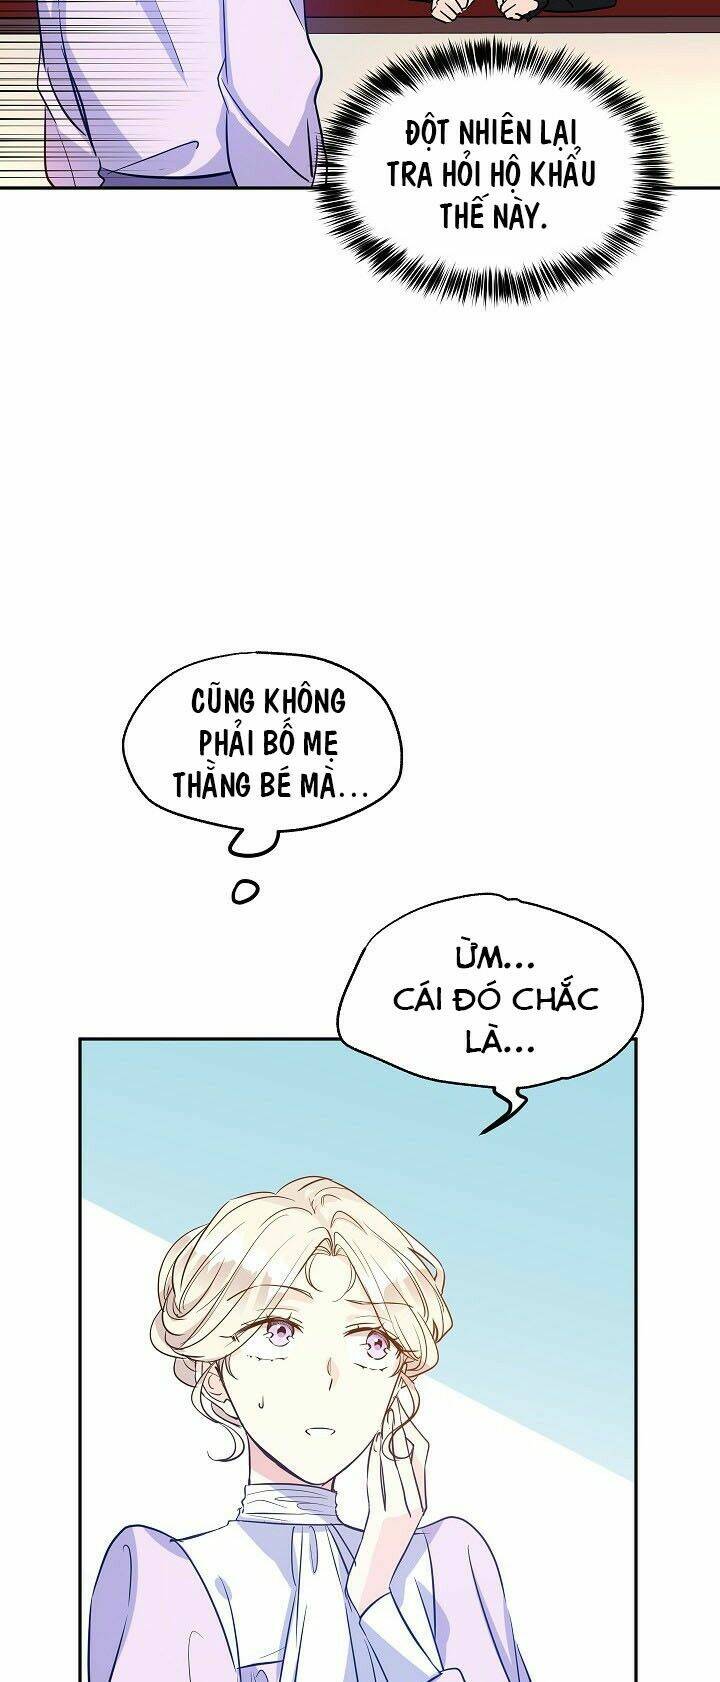 ĐỘT NHIÊN LẠI
TRA HỎI HỘ KHẨU
THẾ NÀY.
CŨNG KHÔNG
PHẢI BỐ MẸ
THẰNG BÉ MÀ...
ỪM...
CÁI ĐÓ CHẮC
LÀ...